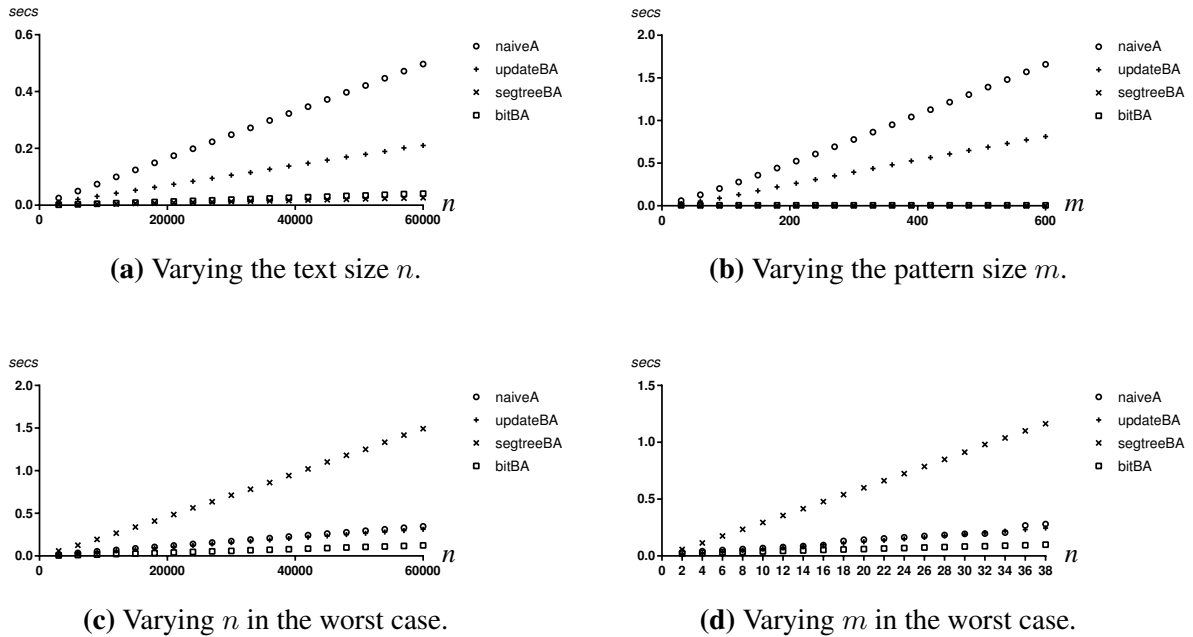 secs
0.6
0.4
0.2
0.0
0
20000
40000
60000
n
naiveA
updateBA
segtreeBA
bitBA
(a) Varying the text size n.
secs
2.0
1.5
1.0
0.5
0.0
0
200
400
600
m
naiveA
updateBA
segtreeBA
bitBA
(b) Varying the pattern size m.
secs
2.0
1.5
1.0
0.5
0.0
0
20000
40000
60000
n
naiveA
updateBA
segtreeBA
bitBA
(c) Varying n in the worst case.
secs
1.5
1.0
0.5
0.0
0 2 4 6 8 10 12 14 16 18 20 22 24 26 28 30 32 34 36 38
n
naiveA
updateBA
segtreeBA
bitBA
(d) Varying m in the worst case.